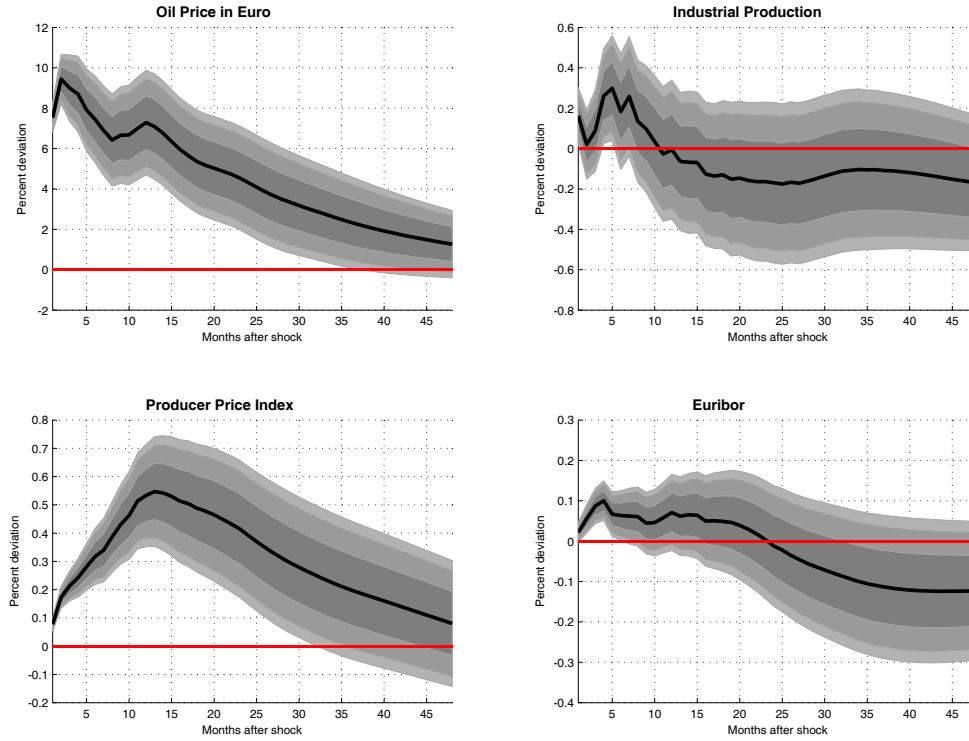 Oil Price in Euro
12
10
8
6
4
2
0
-2
Percent deviation
5 10 15 20 25 30 35 40 45
Months after shock
Industrial Production
0.6
0.4
0.2
0
-0.2
-0.4
-0.6
-0.8
Percent deviation
5 10 15 20 25 30 35 40 45
Months after shock
Producer Price Index
0.8
0.7
0.6
0.5
0.4
0.3
0.2
0.1
0
-0.1
-0.2
Percent deviation
5 10 15 20 25 30 35 40 45
Months after shock
Euribor
0.3
0.2
0.1
0
-0.1
-0.2
-0.3
-0.4
Percent deviation
5 10 15 20 25 30 35 40 45
Months after shock